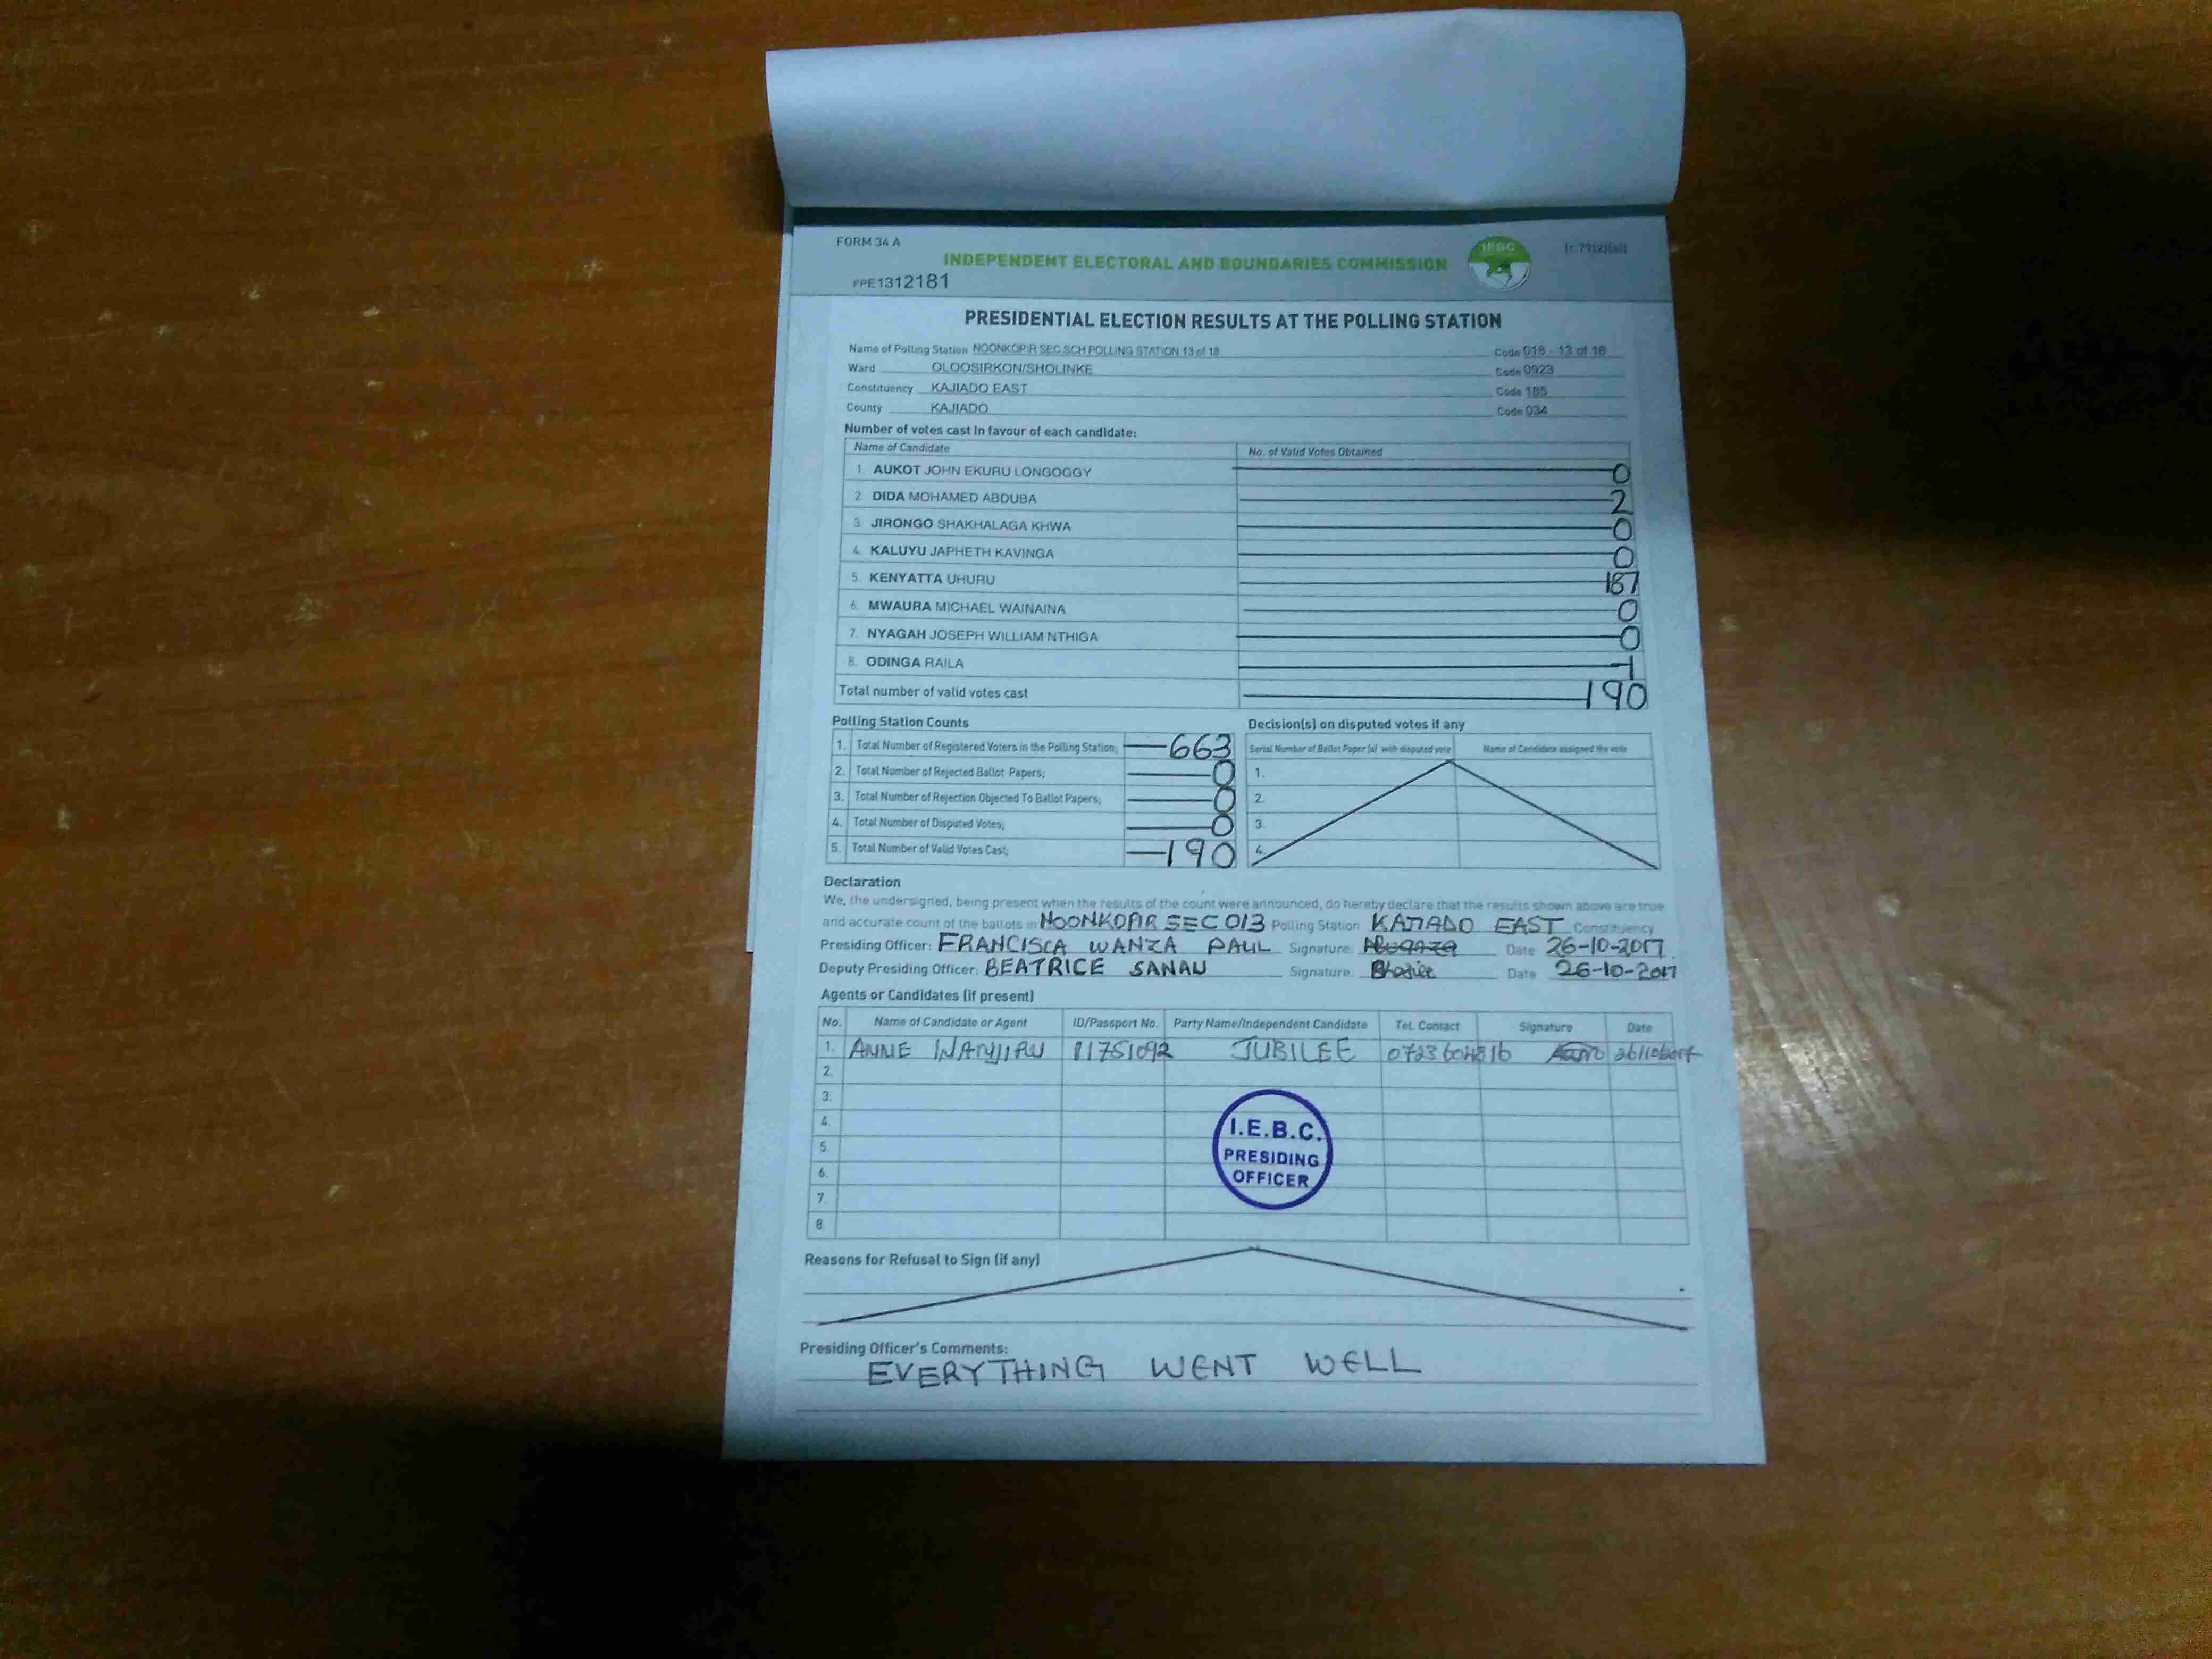 FORM 34 A
INDEPENDENT ELECTORAL AND BOUNDARIES COMMISSION
IEBC
FPE1312181
PRESIDENTIAL ELECTION RESULTS AT THE POLLING STATION
Name of Polling Station NOONKOPIR SEC SCH POLLING STATION 13 of 18 Code 018 - 13 of 18
Ward OLOOSIRKON/SHOLINKE Code 0923
Constituency KAJIADO EAST Code 185
County KAJIADO Code 034
Number of votes cast in favour of each candidate:
Name of Candidate No. of Valid Votes Obtained
1. AUKOT JOHN EKURU LONGOGGY 0
2. DIDA MOHAMED ABDUBA 2
3. JIRONGO SHAKHALAGA KHWA 0
4. KALUYU JAPHETH KAVINGA 0
5. KENYATTA UHURU 187
6. MWAURA MICHAEL WAINAINA 0
7. NYAGAH JOSEPH WILLIAM NTHIGA 0
8. ODINGA RAILA 1
Total number of valid votes cast 190
Polling Station Counts
1. Total Number of Registered Voters in the Polling Station; 663
2. Total Number of Rejected Ballot Papers; 0
3. Total Number of Rejection Objected To Ballot Papers; 0
4. Total Number of Disputed Votes; 0
5. Total Number of Valid Votes Cast; 190
Decision(s) on disputed votes if any
Serial Number of Ballot Paper (s) with disputed vote Name of Candidate assigned the vote
1.
2.
3.
4.
Declaration
We, the undersigned, being present when the results of the count were announced, do hereby declare that the results shown above are true
and accurate count of the ballots in NOONKOPIR SEC 013 Polling Station KAJIADO EAST Constituency
Presiding Officer: FRANCISCA WANZA PAUL Signature: Date 26-10-2017.
Deputy Presiding Officer: BEATRICE SANAU Signature: Date 26-10-2017
Agents or Candidates (if present)
No. Name of Candidate or Agent ID/Passport No. Party Name/Independent Candidate Tel. Contact Signature Date
1. ANNE WANJIRU 11751092 JUBILEE
2.
3.
4.
5.
6.
7.
8.
I.E.B.C.
PRESIDING
OFFICER
Reasons for Refusal to Sign (if any)
Presiding Officer's Comments:
EVERYTHING WENT WELL